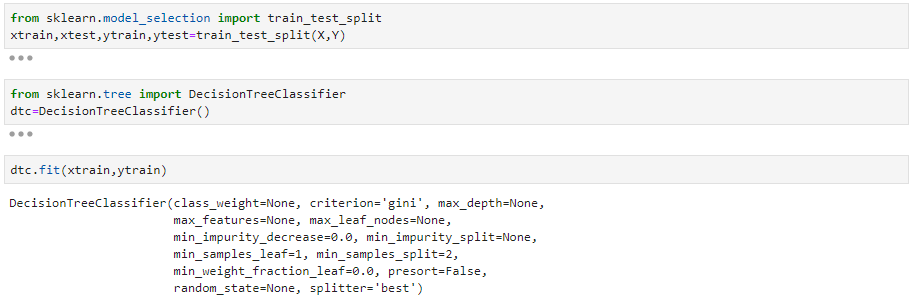 from sklearn.model_selection import train_test_split
xtrain,xtest,ytrain,ytest=train_test_split(X,Y)
from sklearn.tree import DecisionTreeClassifier
dtc=DecisionTreeClassifier()
dtc.fit(xtrain,ytrain)
DecisionTreeClassifier(class_weight=None, criterion='gini', max_depth=None,
                       max_features=None, max_leaf_nodes=None,
                       min_impurity_decrease=0.0, min_impurity_split=None,
                       min_samples_leaf=1, min_samples_split=2,
                       min_weight_fraction_leaf=0.0, presort=False,
                       random_state=None, splitter='best')